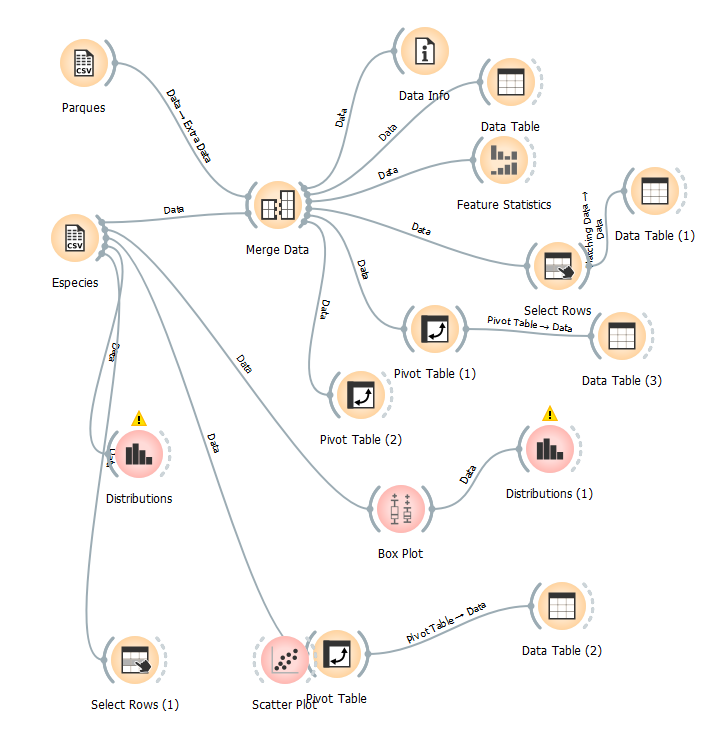 CSV
Parques
Data → Extra Data
Data
Data Info
Data
Data Table
Data
Feature Statistics
Data
Merge Data
CSV
Especies
Data
Select Rows
Matching Data →
Data
Data Table (1)
Data
Pivot Table (1)
Pivot Table → Data
Data Table (3)
Data
Pivot Table (2)
Data
Distributions
Data
Data
Box Plot
Data
Distributions (1)
Data
Select Rows (1)
Scatter Plot
Pivot Table
Pivot Table → Data
Data Table (2)